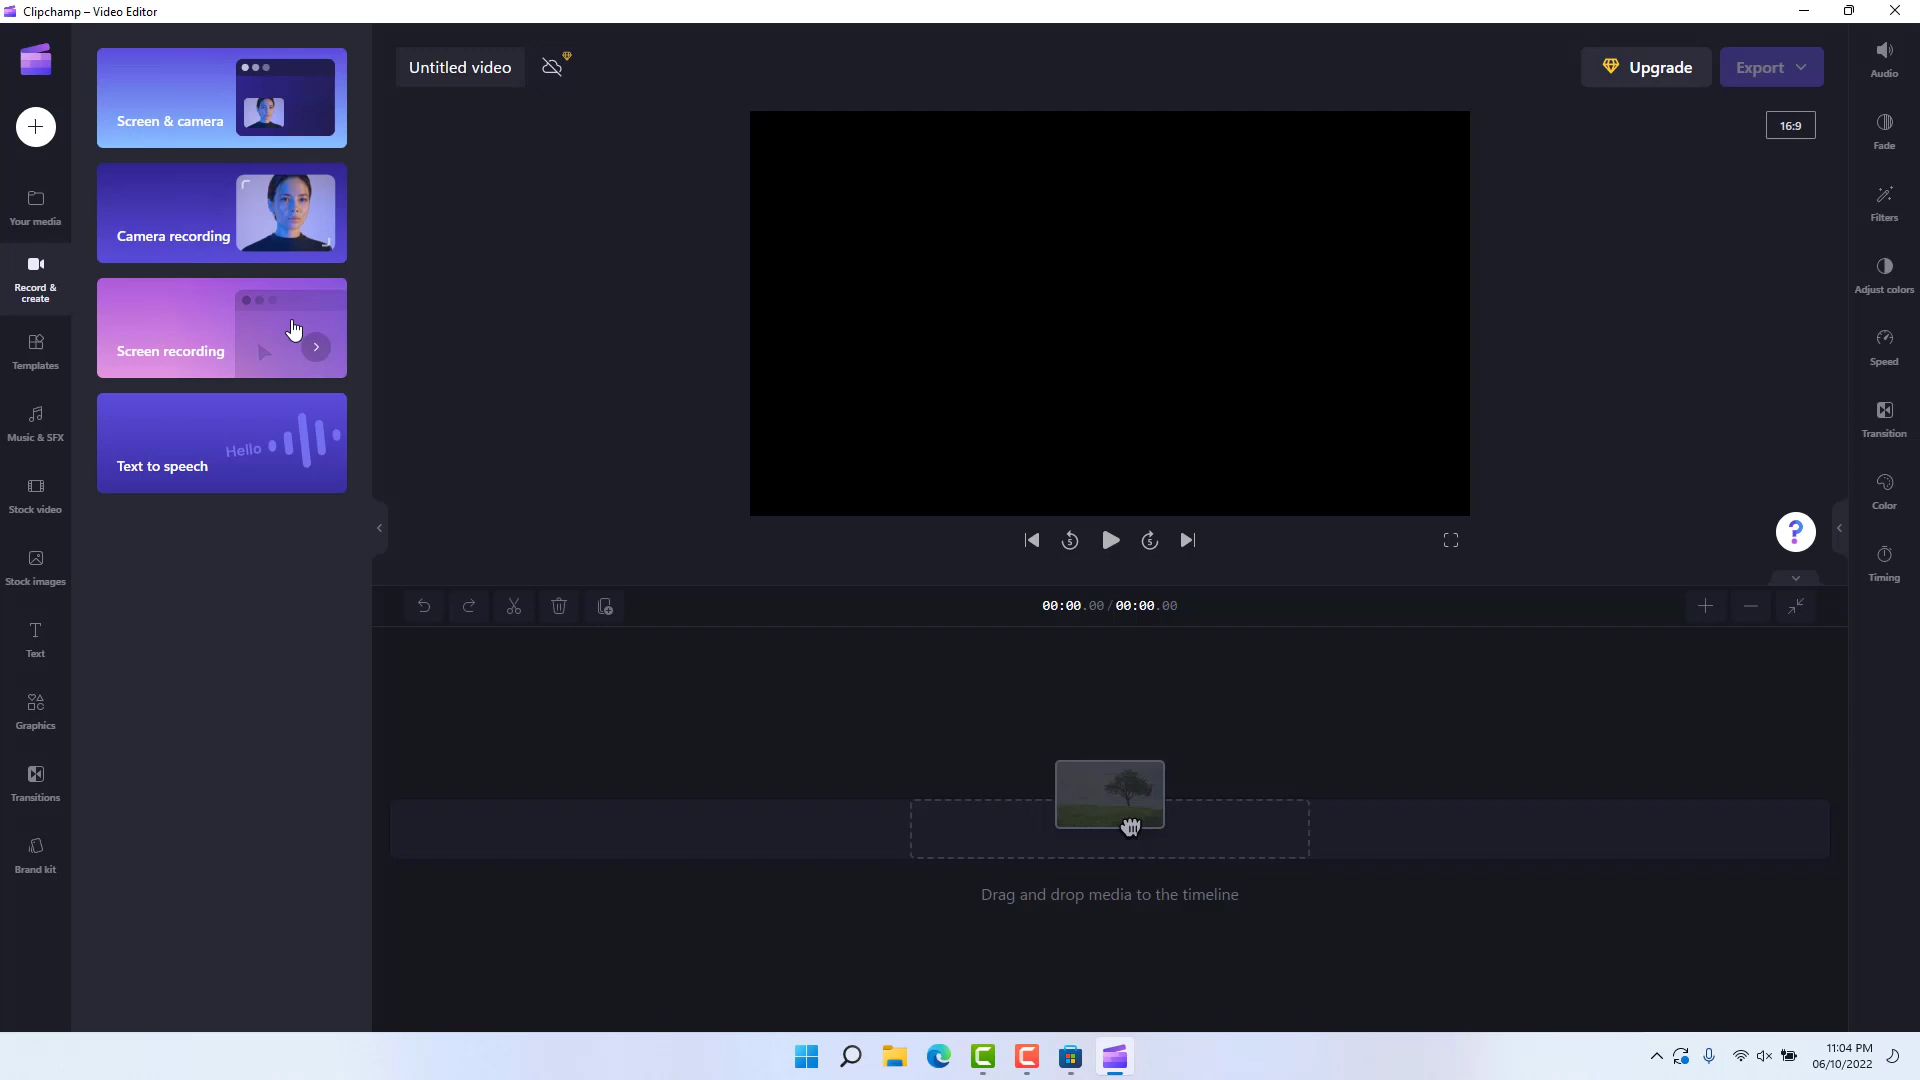 Clipchamp – Video Editor
Screen & camera
Untitled video
Upgrade
Export
Audio
16:9
Fade
Your media
Camera recording
Filters
Record &
create
Adjust colors
Screen recording
Templates
Speed
Music & SFX
Hello
Text to speech
Transition
Stock video
Color
5
5
?
Stock images
Timing
00:00.00 / 00:00.00
Text
Graphics
Transitions
Brand kit
Drag and drop media to the timeline
11:04 PM
06/10/2022